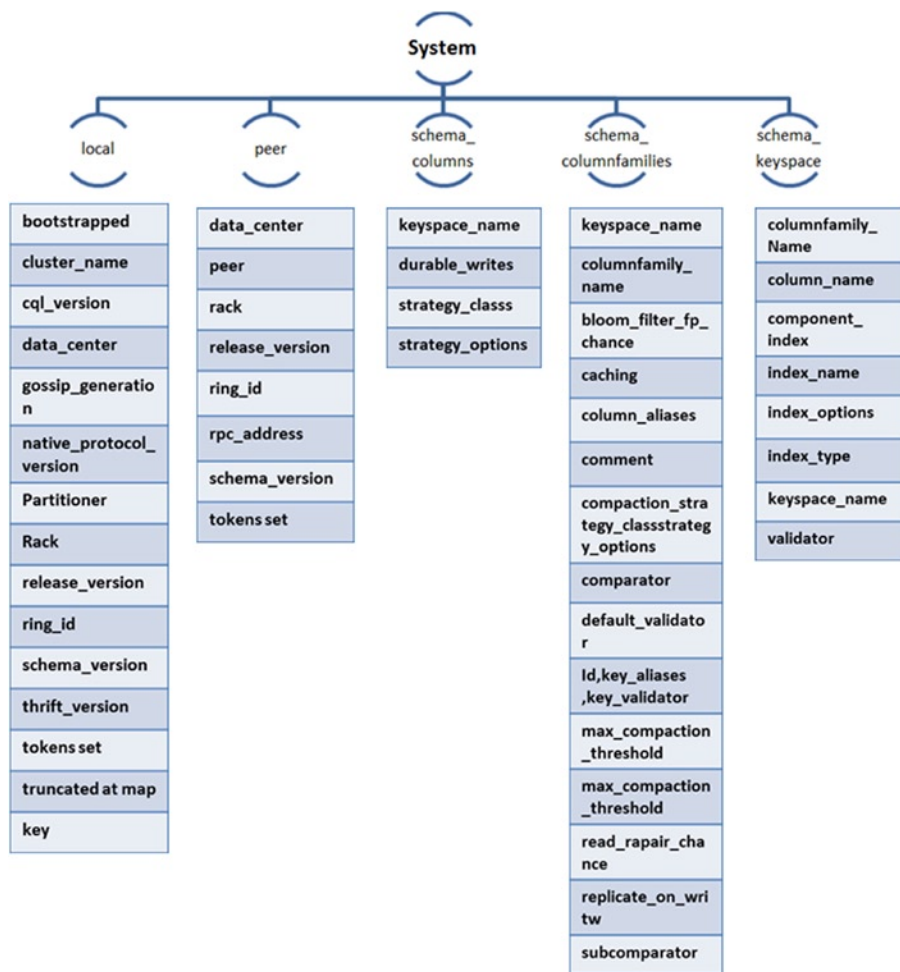 System
local
peer
schema_
columns
schema_
columnfamilies
schema_
keyspace
bootstrapped
cluster_name
cql_version
data_center
gossip_generatio
n
native_protocol_
version
Partitioner
Rack
release_version
ring_id
schema_version
thrift_version
tokens set
truncated at map
key
data_center
peer
rack
release_version
ring_id
rpc_address
schema_version
tokens set
keyspace_name
durable_writes
strategy_classs
strategy_options
keyspace_name
columnfamily_
name
bloom_filter_fp_
chance
caching
column_aliases
comment
compaction_stra
tegy_classstrateg
y_options
comparator
default_validato
r
Id,key_aliases
,key_validator
max_compaction
_threshold
max_compaction
_threshold
read_rapair_cha
nce
replicate_on_wri
tw
subcomparator
columnfamily_
Name
column_name
component_
index
index_name
index_options
index_type
keyspace_name
validator